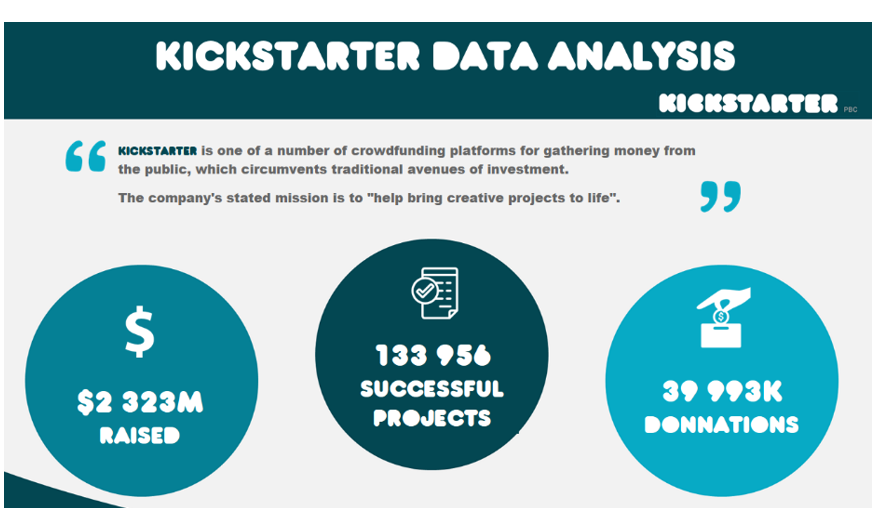 KICKSTARTER DATA ANALYSIS
KICKSTARTER PBC
“ KICKSTARTER is one of a number of crowdfunding platforms for gathering money from
the public, which circumvents traditional avenues of investment.
The company's stated mission is to "help bring creative projects to life". ”
$
$2 323M
RAISED
133 956
SUCCESSFUL
PROJECTS
$
39 993K
DONNATIONS